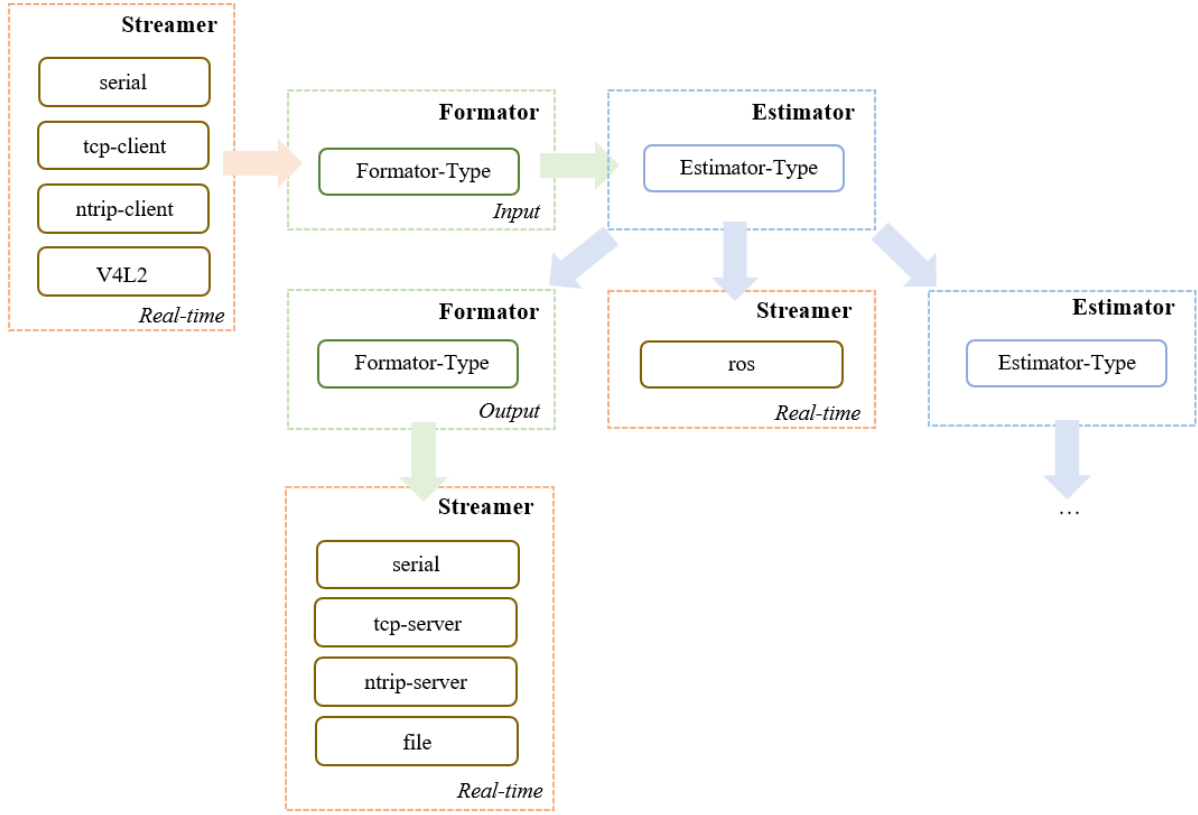 Streamer
serial
tcp-client
ntrip-client
V4L2
Real-time
Formator
Formator-Type
Input
Estimator
Estimator-Type
Formator
Formator-Type
Output
Streamer
ros
Real-time
Estimator
Estimator-Type
…
Streamer
serial
tcp-server
ntrip-server
file
Real-time